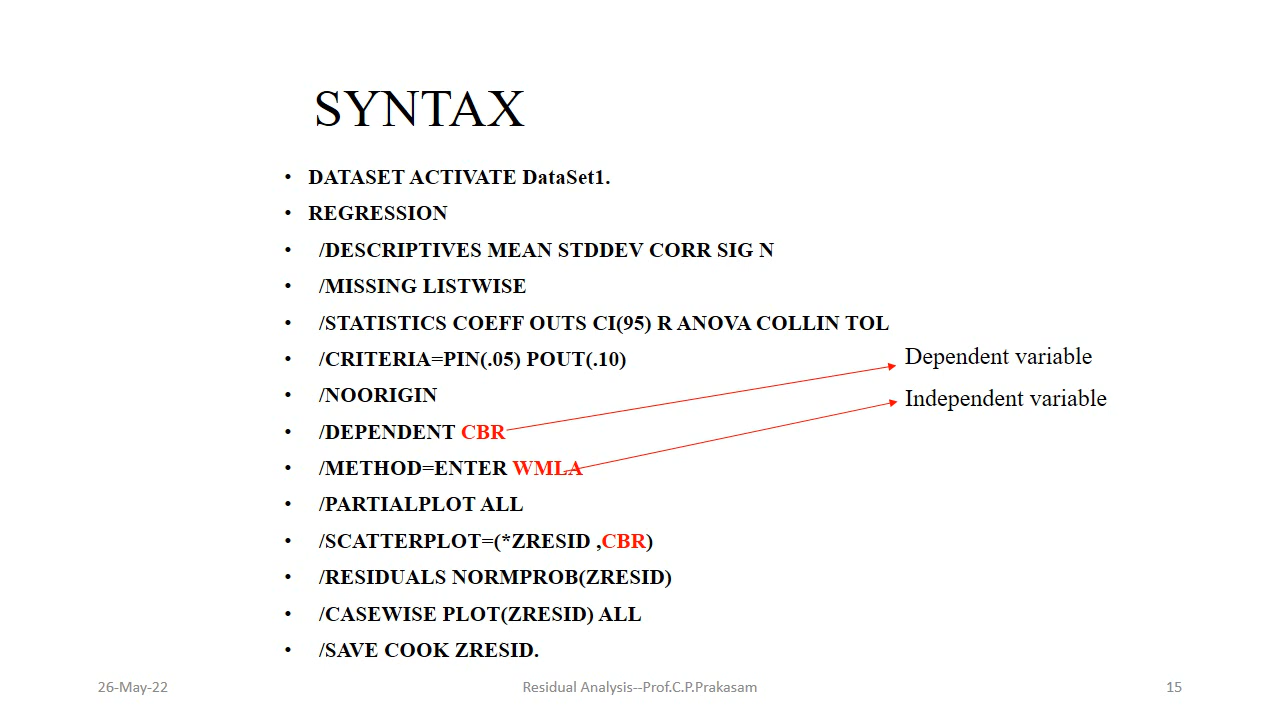 SYNTAX
• DATASET ACTIVATE DataSet1.
• REGRESSION
• /DESCRIPTIVES MEAN STDDEV CORR SIG N
• /MISSING LISTWISE
• /STATISTICS COEFF OUTS CI(95) R ANOVA COLLIN TOL
• /CRITERIA=PIN(.05) POUT(.10)
Dependent variable
• /NOORIGIN
Independent variable
• /DEPENDENT CBR
• /METHOD=ENTER WMLA
• /PARTIALPLOT ALL
• /SCATTERPLOT=(*ZRESID ,CBR)
• /RESIDUALS NORMPROB(ZRESID)
• /CASEWISE PLOT(ZRESID) ALL
• /SAVE COOK ZRESID.
26-May-22
Residual Analysis--Prof.C.P.Prakasam
15